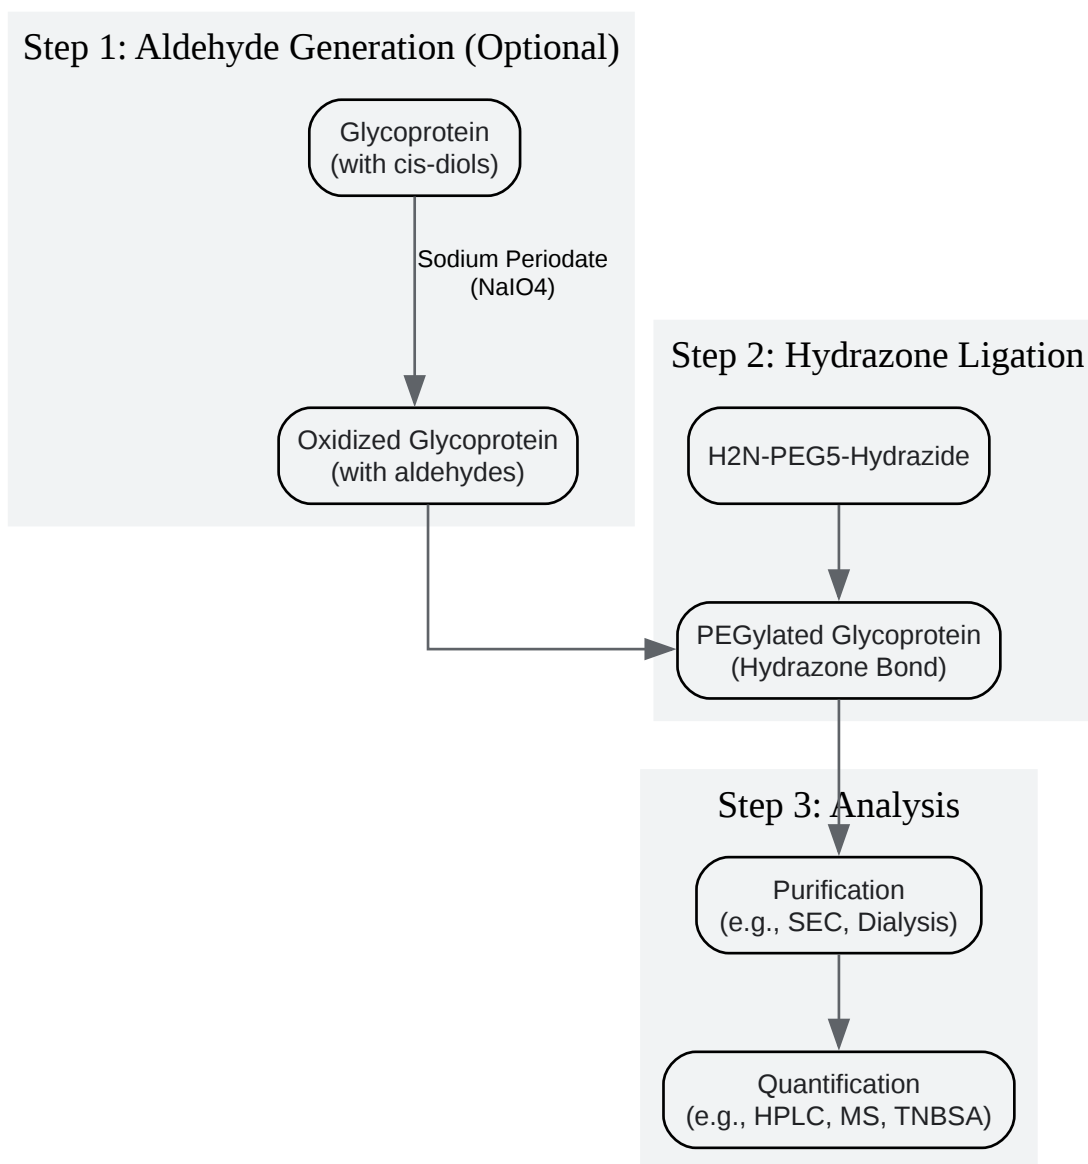 Step 1: Aldehyde Generation (Optional)
Glycoprotein
(with cis-diols)
Sodium Periodate
(NaIO4)
Oxidized Glycoprotein
(with aldehydes)
Step 2: Hydrazone Ligation
H2N-PEG5-Hydrazide
PEGylated Glycoprotein
(Hydrazone Bond)
Step 3: Analysis
Purification
(e.g., SEC, Dialysis)
Quantification
(e.g., HPLC, MS, TNBSA)